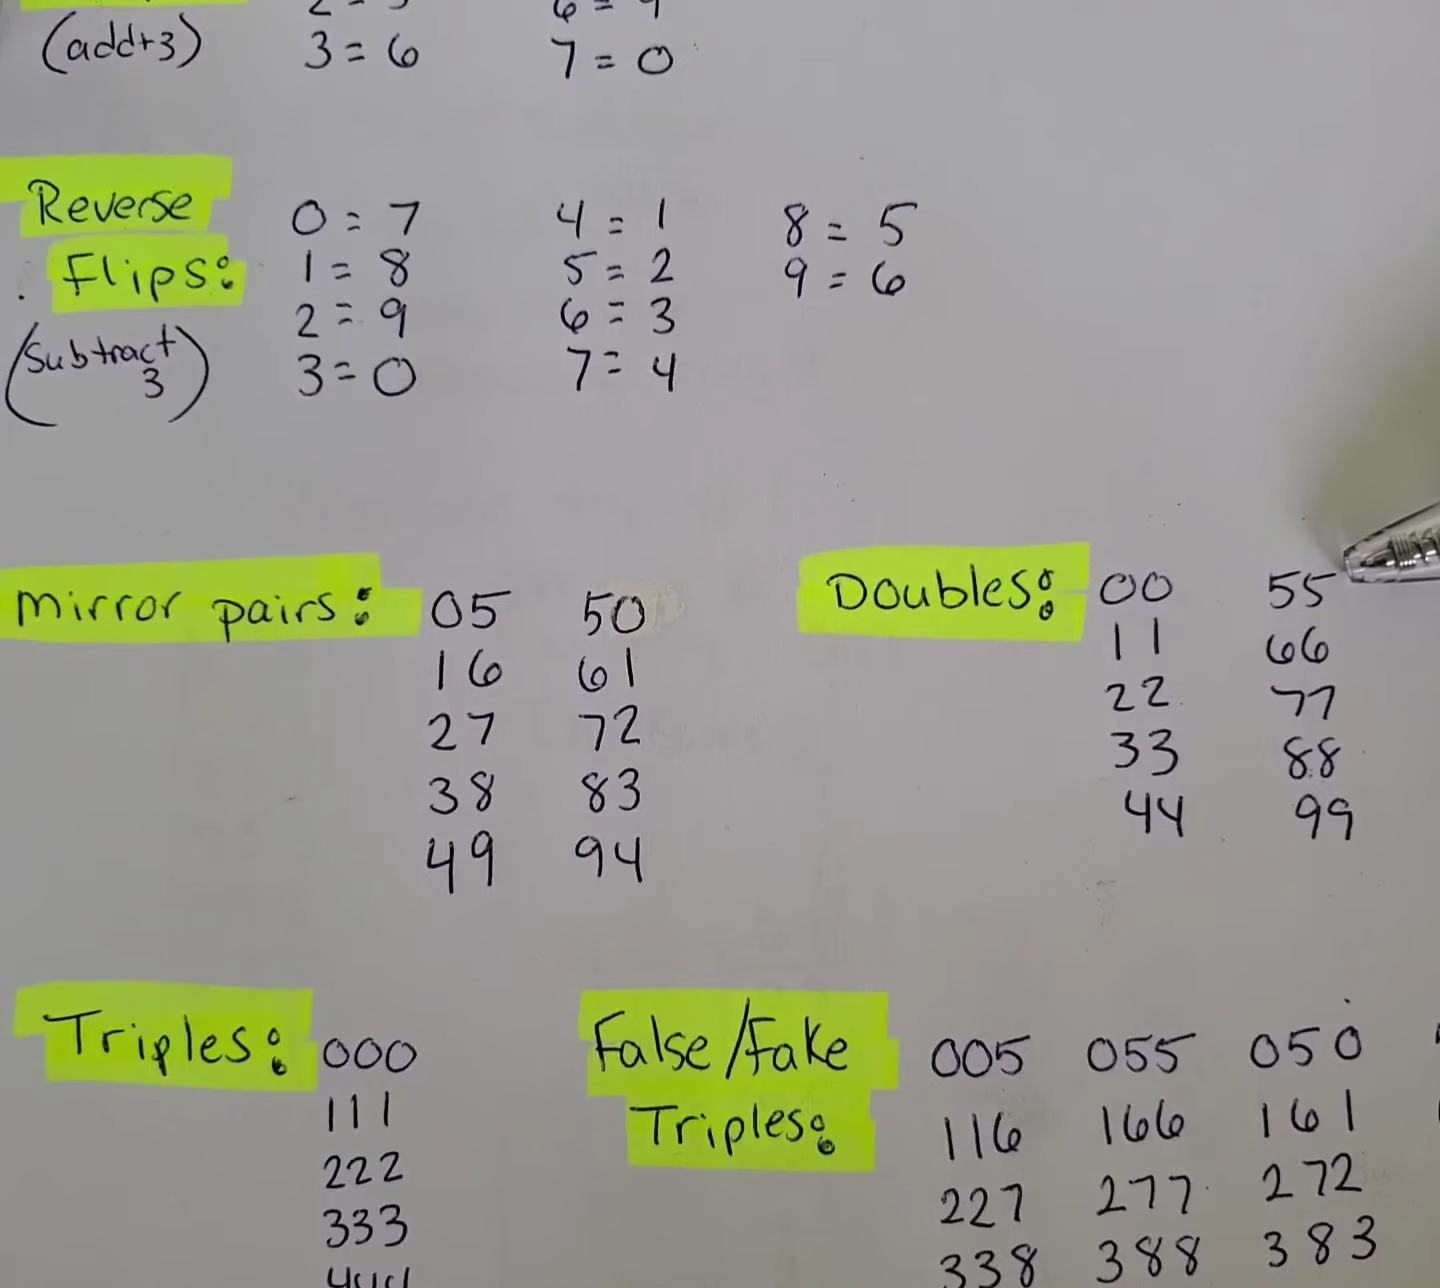 (add+3)
3 = 6
7 = 0
Reverse
Flips:
(Subtract
3)
0 = 7
1 = 8
2 = 9
3 = 0
4 = 1
5 = 2
6 = 3
7 = 4
8 = 5
9 = 6
Mirror pairs:
05 50
16 61
27 72
38 83
49 94
Doubles:
00 55
11 66
22 77
33 88
44 99
Triples:
000
111
222
333
444
False/Fake
Triples:
005 055 050
116 166 161
227 277 272
338 388 383